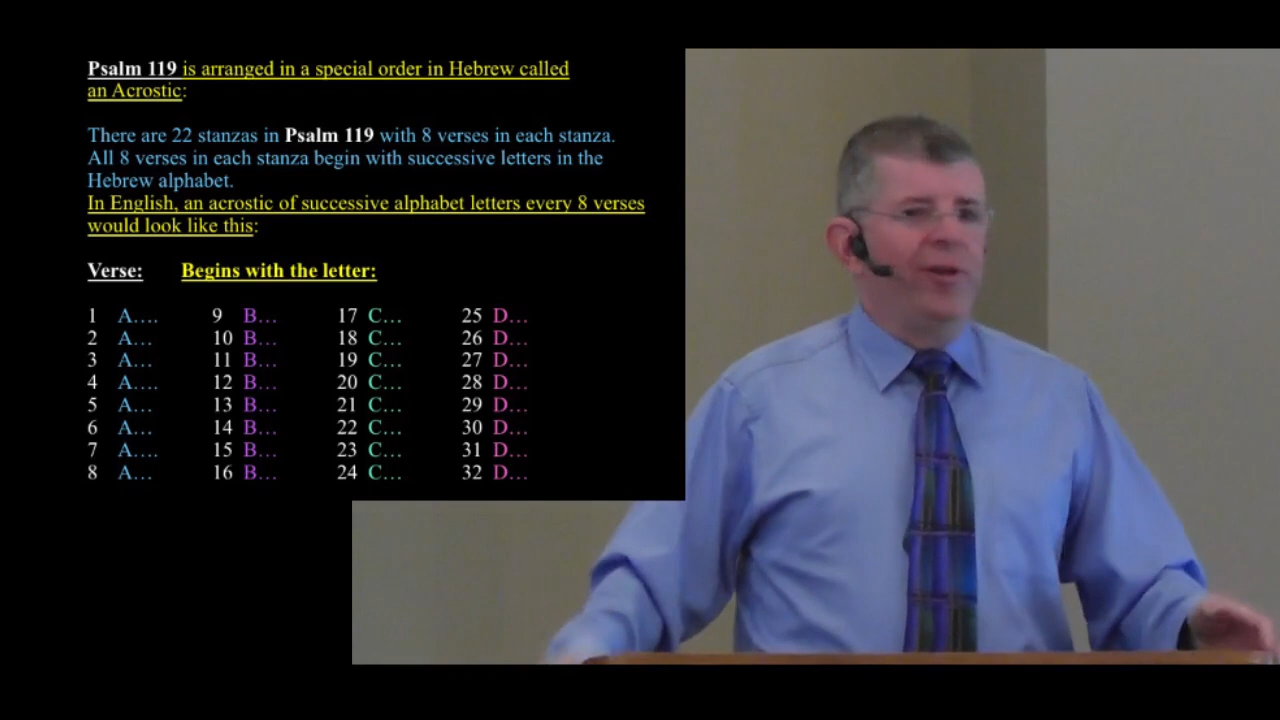 Psalm 119 is arranged in a special order in Hebrew called
an Acrostic:
There are 22 stanzas in Psalm 119 with 8 verses in each stanza.
All 8 verses in each stanza begin with successive letters in the
Hebrew alphabet.
In English, an acrostic of successive alphabet letters every 8 verses
would look like this:
Verse: Begins with the letter:
1 A.... 9 B... 17 C... 25 D...
2 A... 10 B... 18 C... 26 D...
3 A... 11 B... 19 C... 27 D...
4 A.... 12 B... 20 C... 28 D...
5 A... 13 B... 21 C... 29 D...
6 A... 14 B... 22 C... 30 D...
7 A.... 15 B... 23 C... 31 D...
8 A... 16 B... 24 C... 32 D...